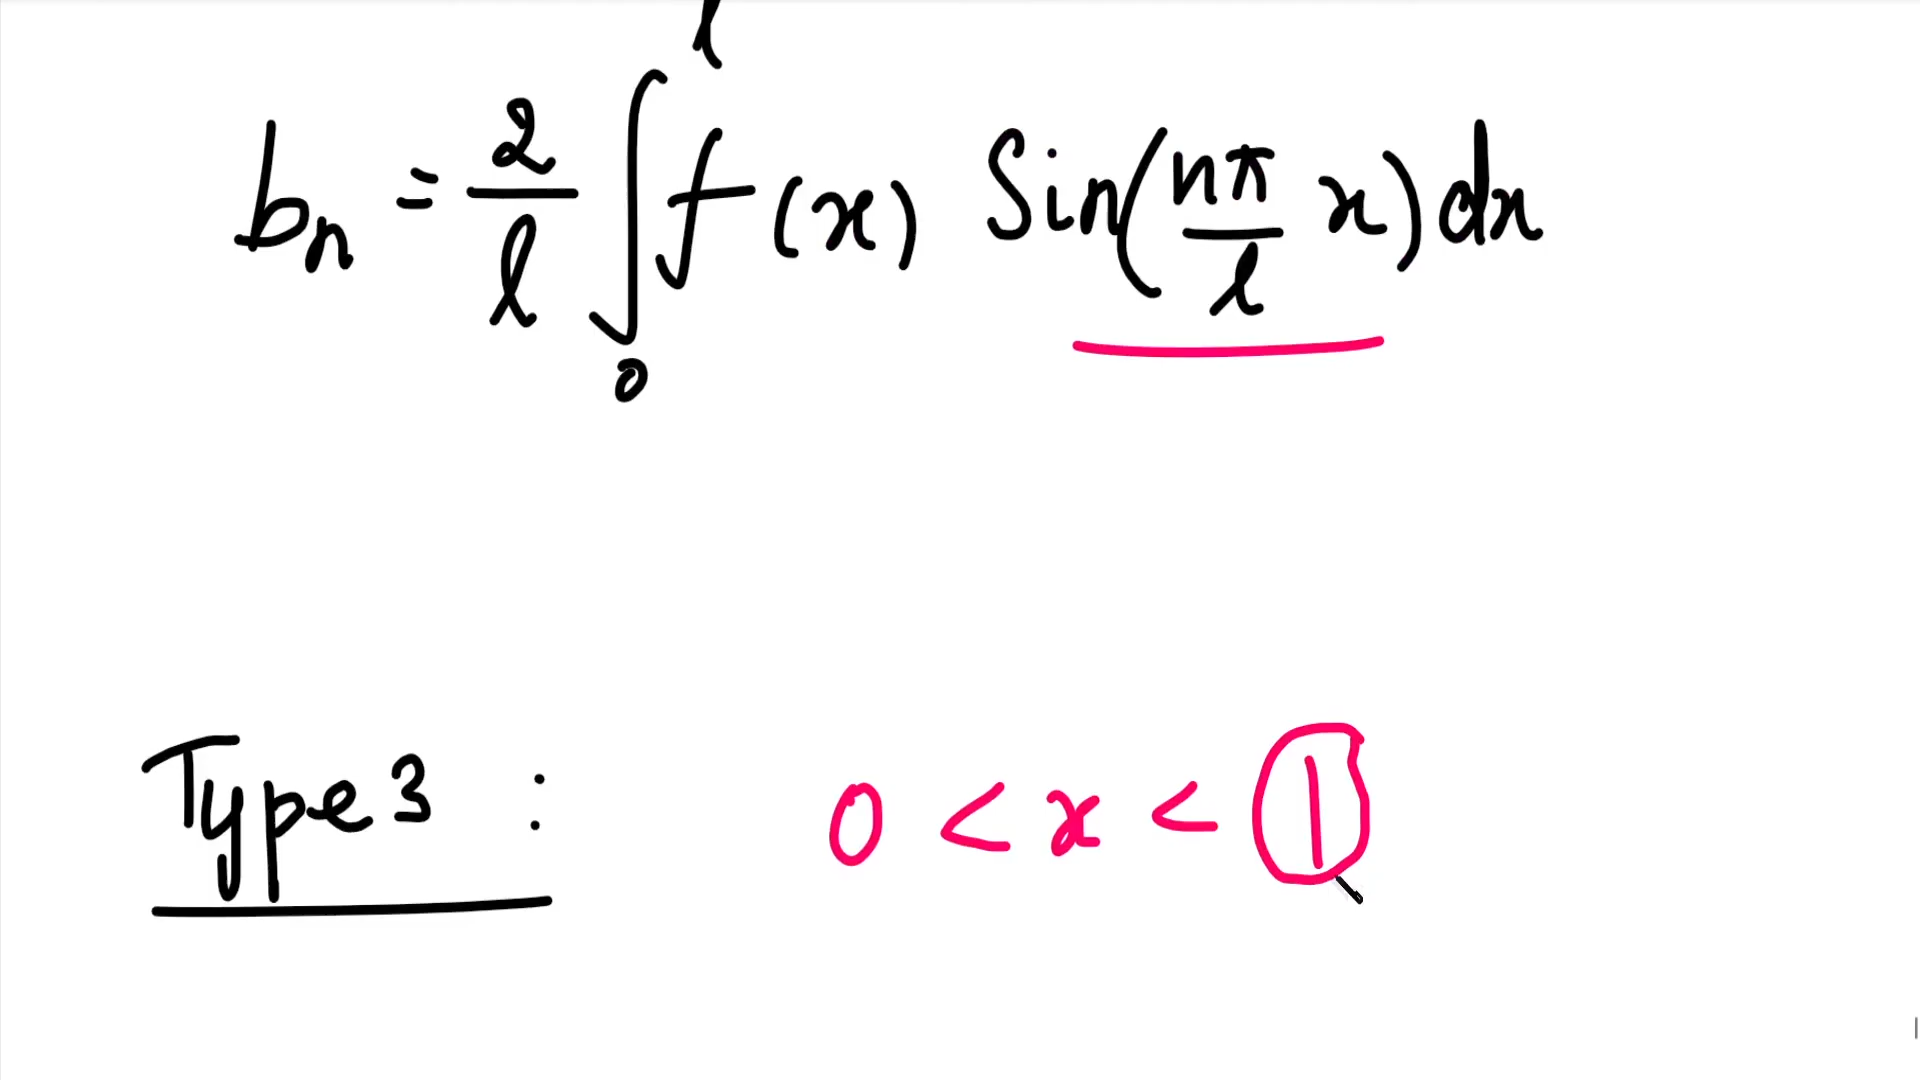 l
bn = 2/l ∫ f(x) Sin(nπ/l x)dx
0
Type 3 : 0 < x < 1